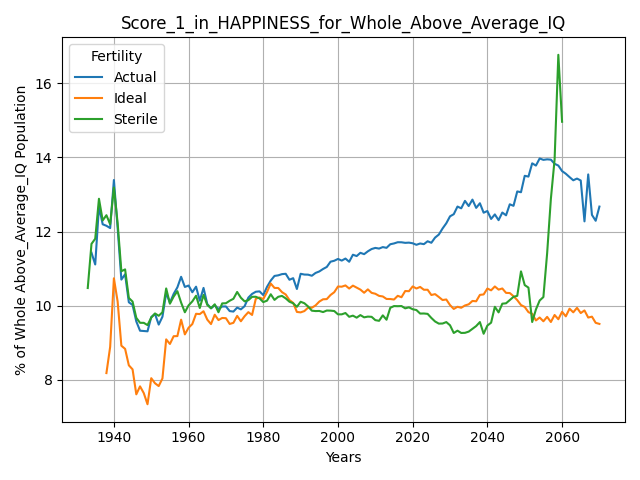 Score_1_in_HAPPINESS_for_Whole_Above_Average_IQ
% of Whole Above_Average_IQ Population
Fertility
Actual
Ideal
Sterile
16
14
12
10
8
1940 1960 1980 2000 2020 2040 2060
Years